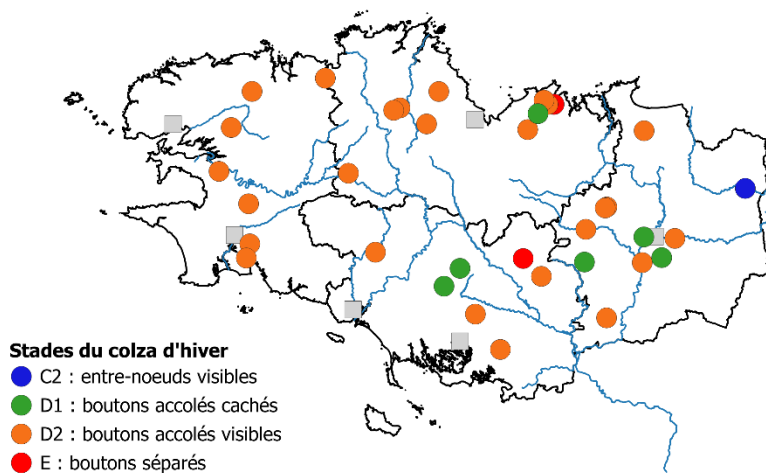 Stades du colza d'hiver
C2 : entre-noeuds visibles
D1 : boutons accolés cachés
D2 : boutons accolés visibles
E : boutons séparés